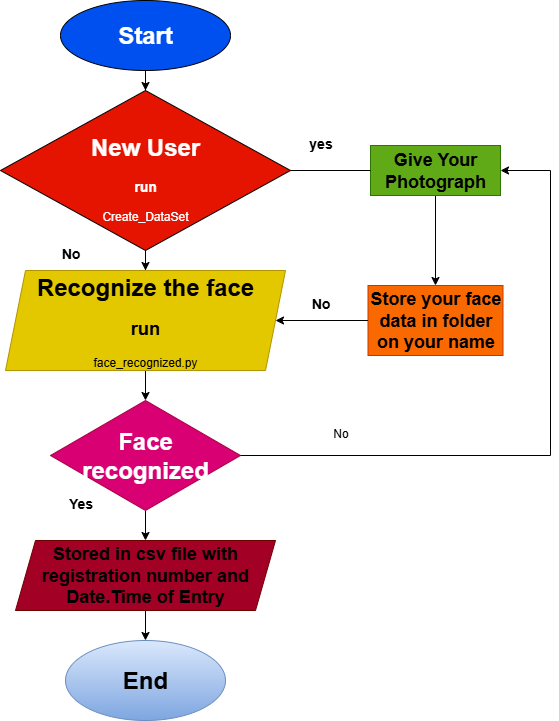 Start
New User
run
Create_DataSet
yes
Give Your
Photograph
No
Recognize the face
run
face_recognized.py
No
Store your face
data in folder
on your name
Face
recognized
No
Yes
Stored in csv file with
registration number and
Date.Time of Entry
End